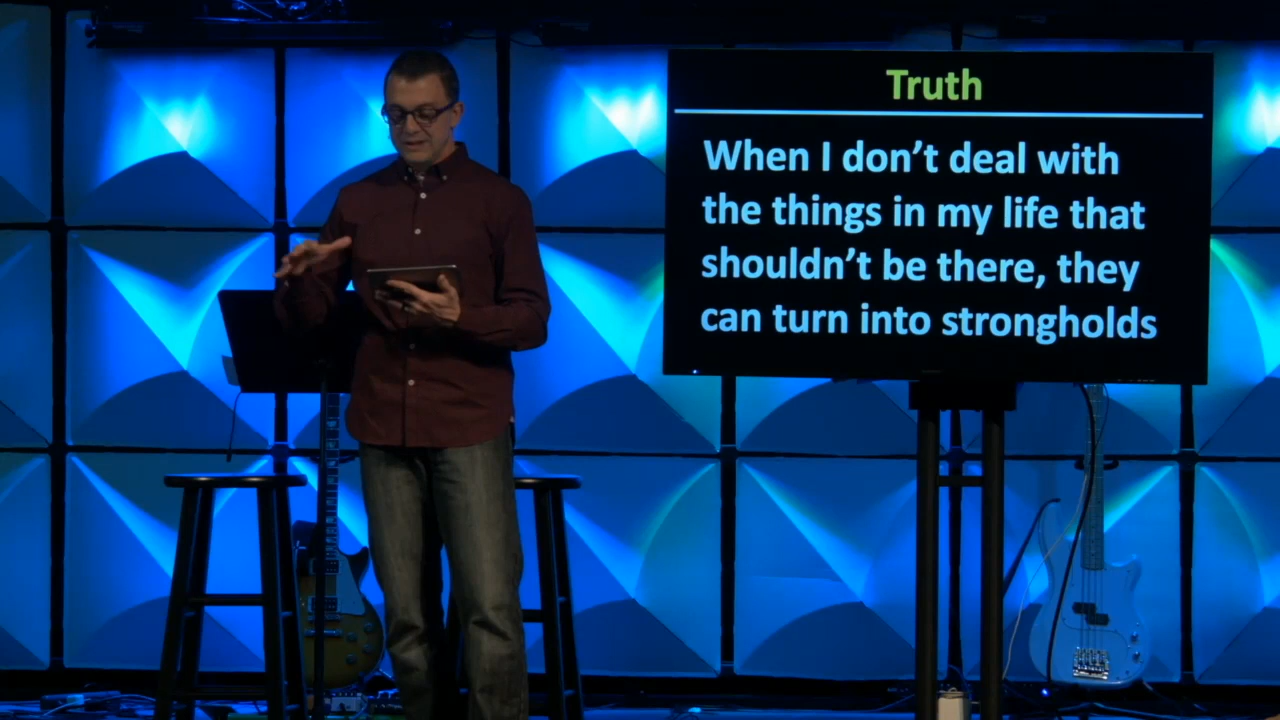 Truth
When I don't deal with
the things in my life that
shouldn't be there, they
can turn into strongholds